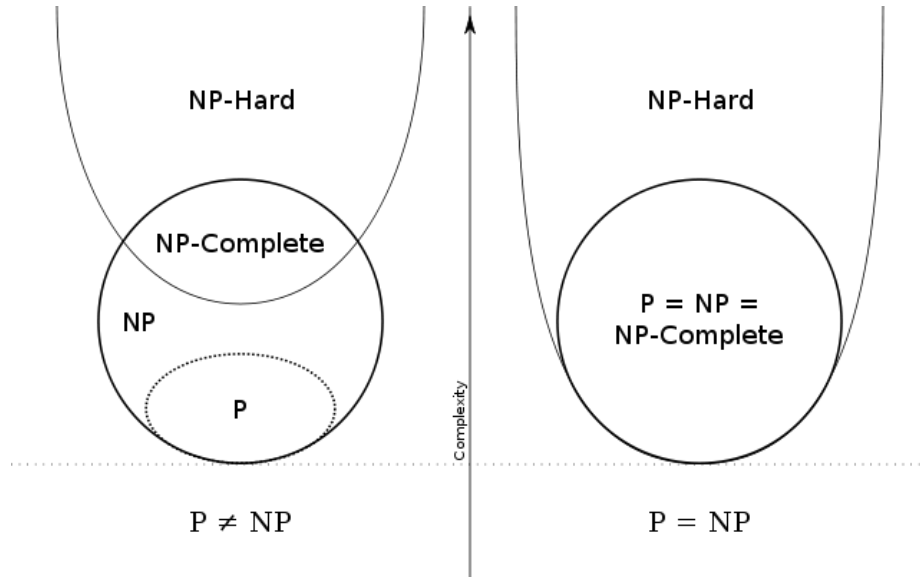 NP-Hard
NP-Complete
NP
P
P ≠ NP
Complexity
NP-Hard
P = NP =
NP-Complete
P = NP